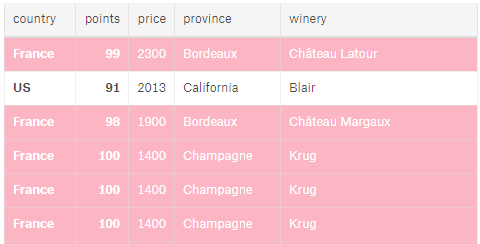 country points price province winery
France 99 2300 Bordeaux Château Latour
US 91 2013 California Blair
France 98 1900 Bordeaux Château Margaux
France 100 1400 Champagne Krug
France 100 1400 Champagne Krug
France 100 1400 Champagne Krug